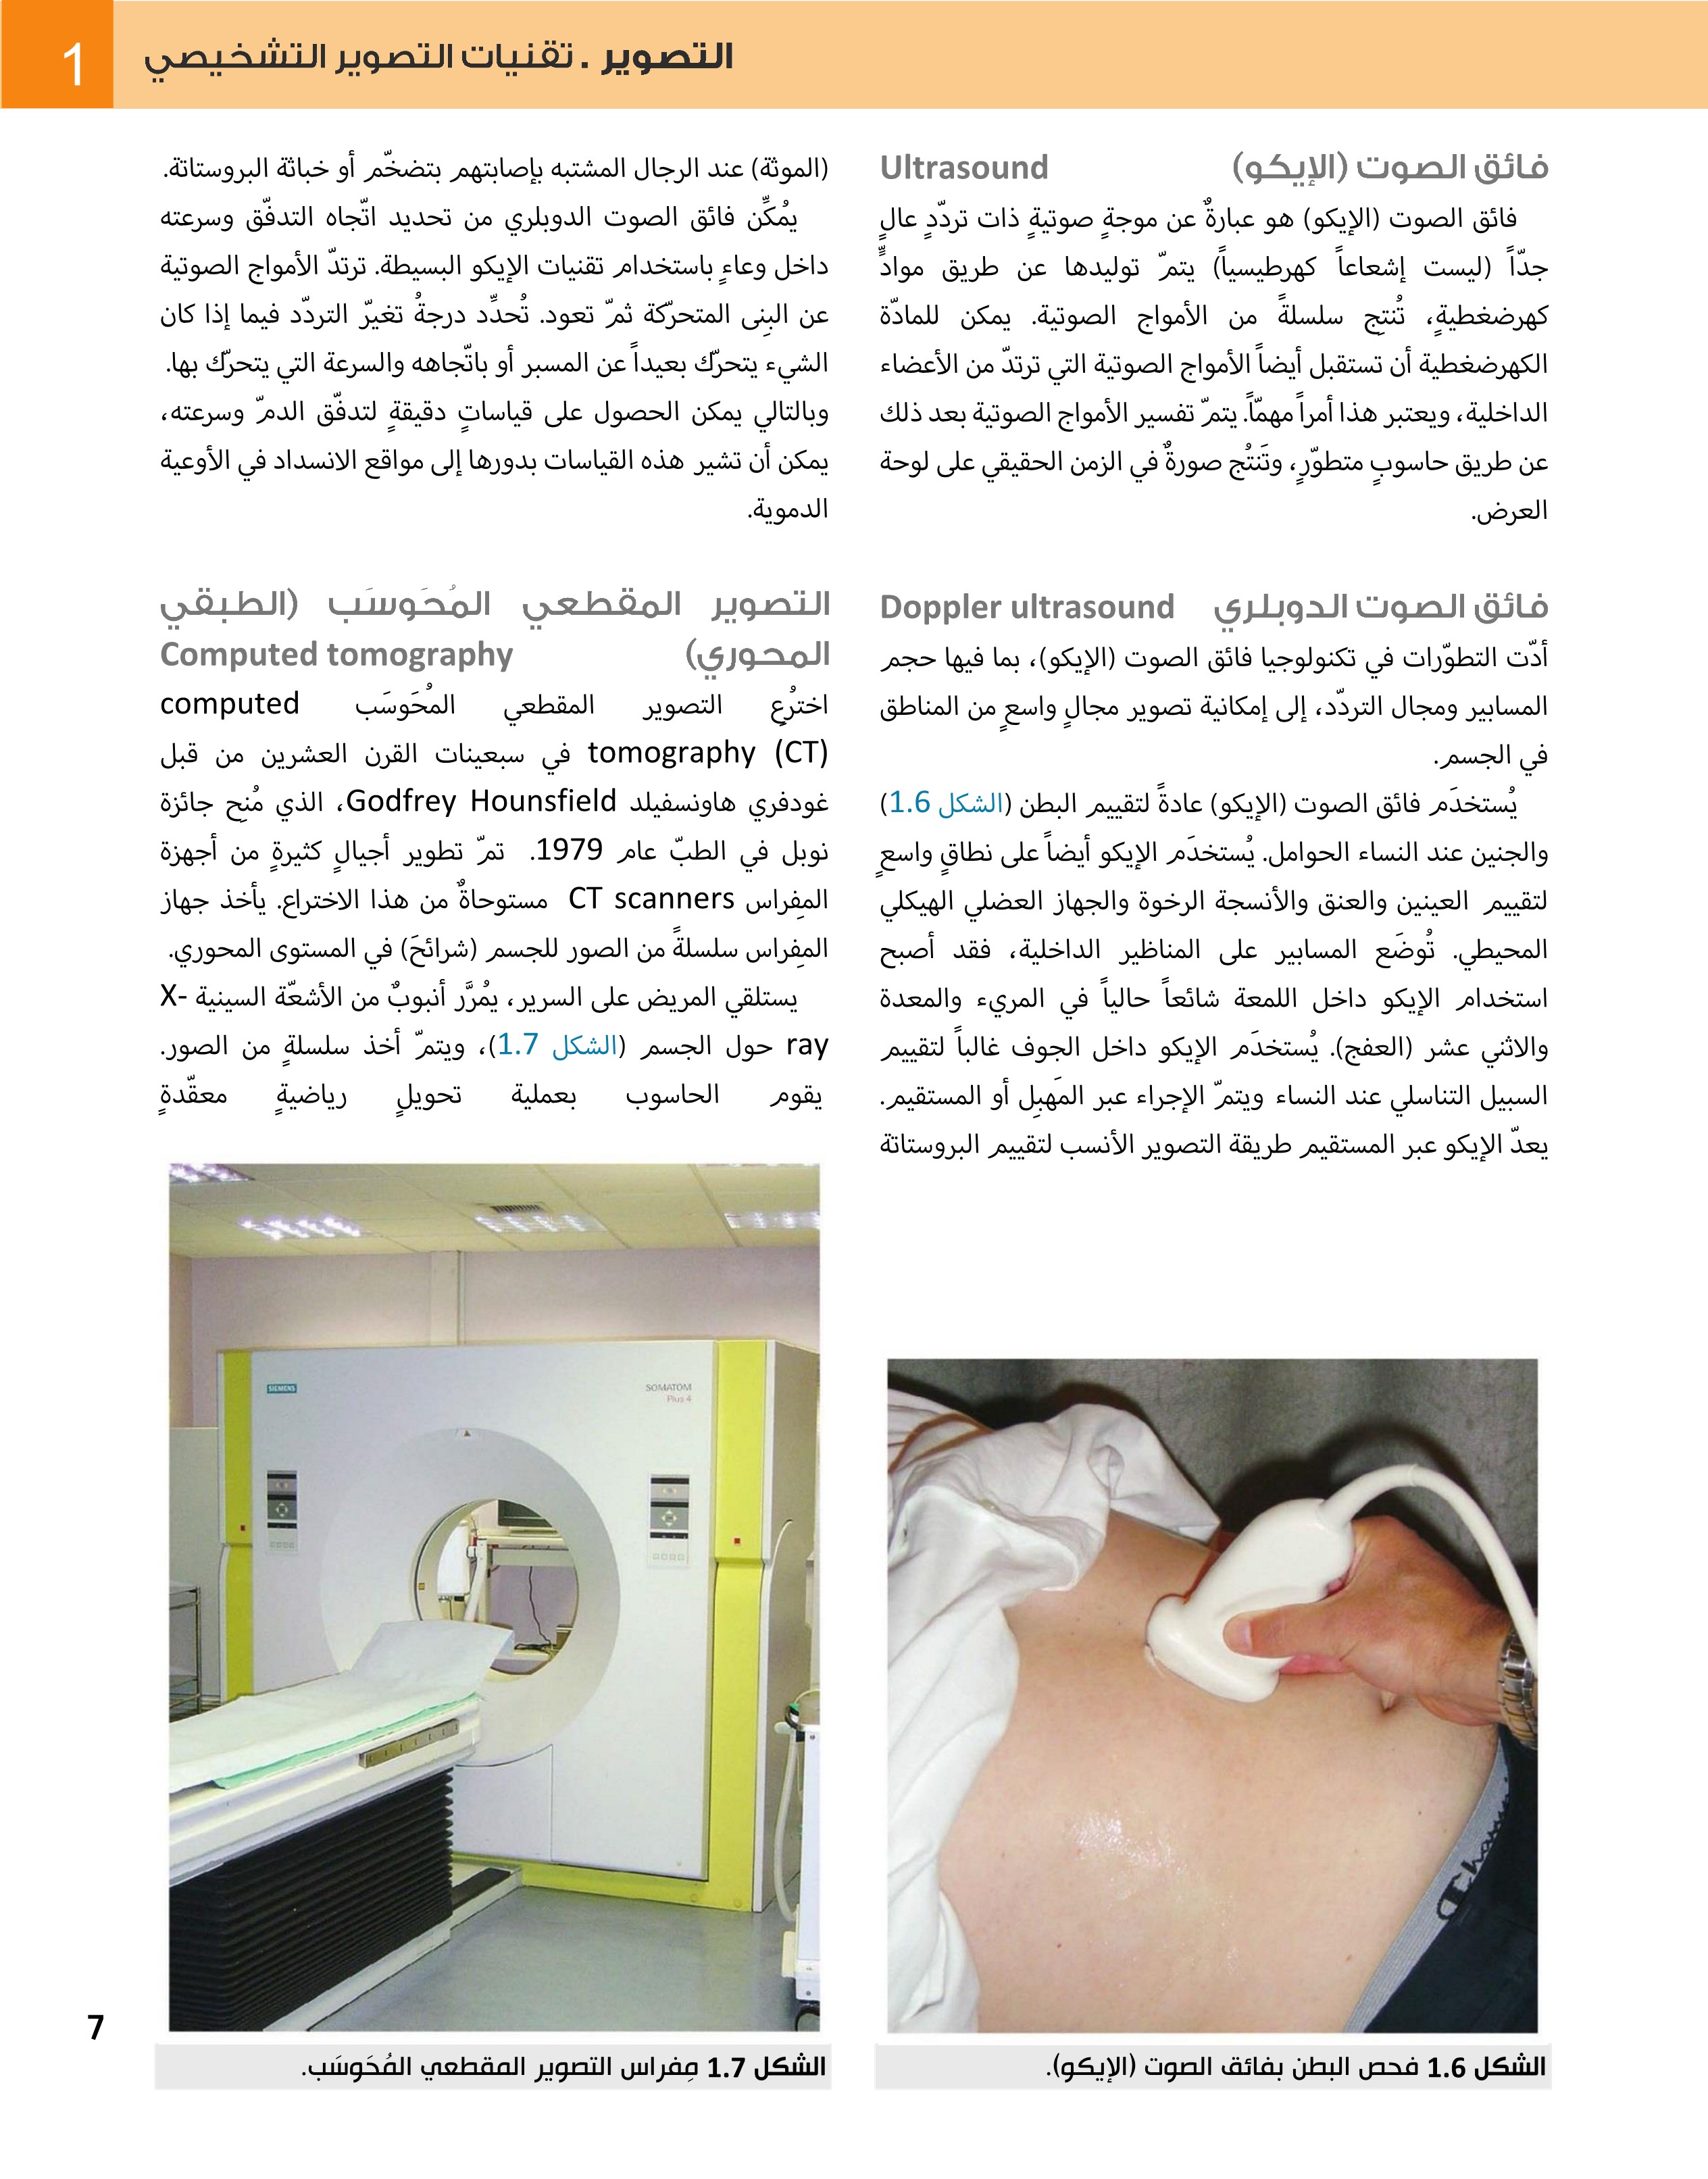 التصوير . تقنيات التصوير التشخيصي
1
فائق الصوت (الإيكو) Ultrasound
فائق الصوت (الإيكو) هو عبارةٌ عن موجةٍ صوتيةٍ ذات تردّدٍ عالٍ
جدّاً (ليست إشعاعاً كهرطيسياً) يتمّ توليدها عن طريق موادٍّ
كهرضغطيةٍ، تُنتِج سلسلةً من الأمواج الصوتية. يمكن للمادّة
الكهرضغطية أن تستقبل أيضاً الأمواج الصوتية التي ترتدّ من الأعضاء
الداخلية، ويعتبر هذا أمراً مهمّاً. يتمّ تفسير الأمواج الصوتية بعد ذلك
عن طريق حاسوبٍ متطوّرٍ، وتَنتُج صورةٌ في الزمن الحقيقي على لوحة
العرض.
فائق الصوت الدوبلري Doppler ultrasound
أدّت التطوّرات في تكنولوجيا فائق الصوت (الإيكو)، بما فيها حجم
المسابير ومجال التردّد، إلى إمكانية تصوير مجالٍ واسعٍ من المناطق
في الجسم.
يُستخدَم فائق الصوت (الإيكو) عادةً لتقييم البطن (الشكل 1.6)
والجنين عند النساء الحوامل. يُستخدَم الإيكو أيضاً على نطاقٍ واسعٍ
لتقييم العينين والعنق والأنسجة الرخوة والجهاز العضلي الهيكلي
المحيطي. تُوضَع المسابير على المناظير الداخلية، فقد أصبح
استخدام الإيكو داخل اللمعة شائعاً حالياً في المريء والمعدة
والاثني عشر (العفج). يُستخدَم الإيكو داخل الجوف غالباً لتقييم
السبيل التناسلي عند النساء ويتمّ الإجراء عبر المَهبِل أو المستقيم.
يعدّ الإيكو عبر المستقيم طريقة التصوير الأنسب لتقييم البروستاتة
الشكل 1.6 فحص البطن بفائق الصوت (الإيكو).
(الموثة) عند الرجال المشتبه بإصابتهم بتضخّم أو خباثة البروستاتة.
يمُكِّن فائق الصوت الدوبلري من تحديد اتّجاه التدفّق وسرعته
داخل وعاءٍ باستخدام تقنيات الإيكو البسيطة. ترتدّ الأمواج الصوتية
عن البِنى المتحركّة ثمّ تعود. تُحدِّد درجةُ تغيرّ التردّد فيما إذا كان
الشيء يتحركّ بعيداً عن المسبر أو باتّجاهه والسرعة التي يتحركّ بها.
وبالتالي يمكن الحصول على قياساتٍ دقيقةٍ لتدفّق الدمّ وسرعته،
يمكن أن تشير هذه القياسات بدورها إلى مواقع الانسداد في الأوعية
الدموية.
التصوير المقطعي المُحَوسَب (الطبقي
المحوري) Computed tomography
اختُرِع التصوير المقطعي المُحَوسَب computed
tomography (CT) في سبعينات القرن العشرين من قبل
غودفري هاونسفيلد Godfrey Hounsfield، الذي مُنِح جائزة
نوبل في الطبّ عام 1979. تمّ تطوير أجيالٍ كثيرةٍ من أجهزة
المِفراس CT scanners مستوحاةٌ من هذا الاختراع. يأخذ جهاز
المِفراس سلسلةً من الصور للجسم (شرائحَ) في المستوى المحوري.
يستلقي المريض على السرير، يمُرَّر أنبوبٌ من الأشعّة السينية X-
ray حول الجسم (الشكل 1.7)، ويتمّ أخذ سلسلةٍ من الصور.
يقوم الحاسوب بعملية تحويلٍ رياضيةٍ معقّدةٍ
SIEMENS
SOMATOM
Plus 4
الشكل 1.7 مِفراس التصوير المقطعي المُحَوسَب.
7